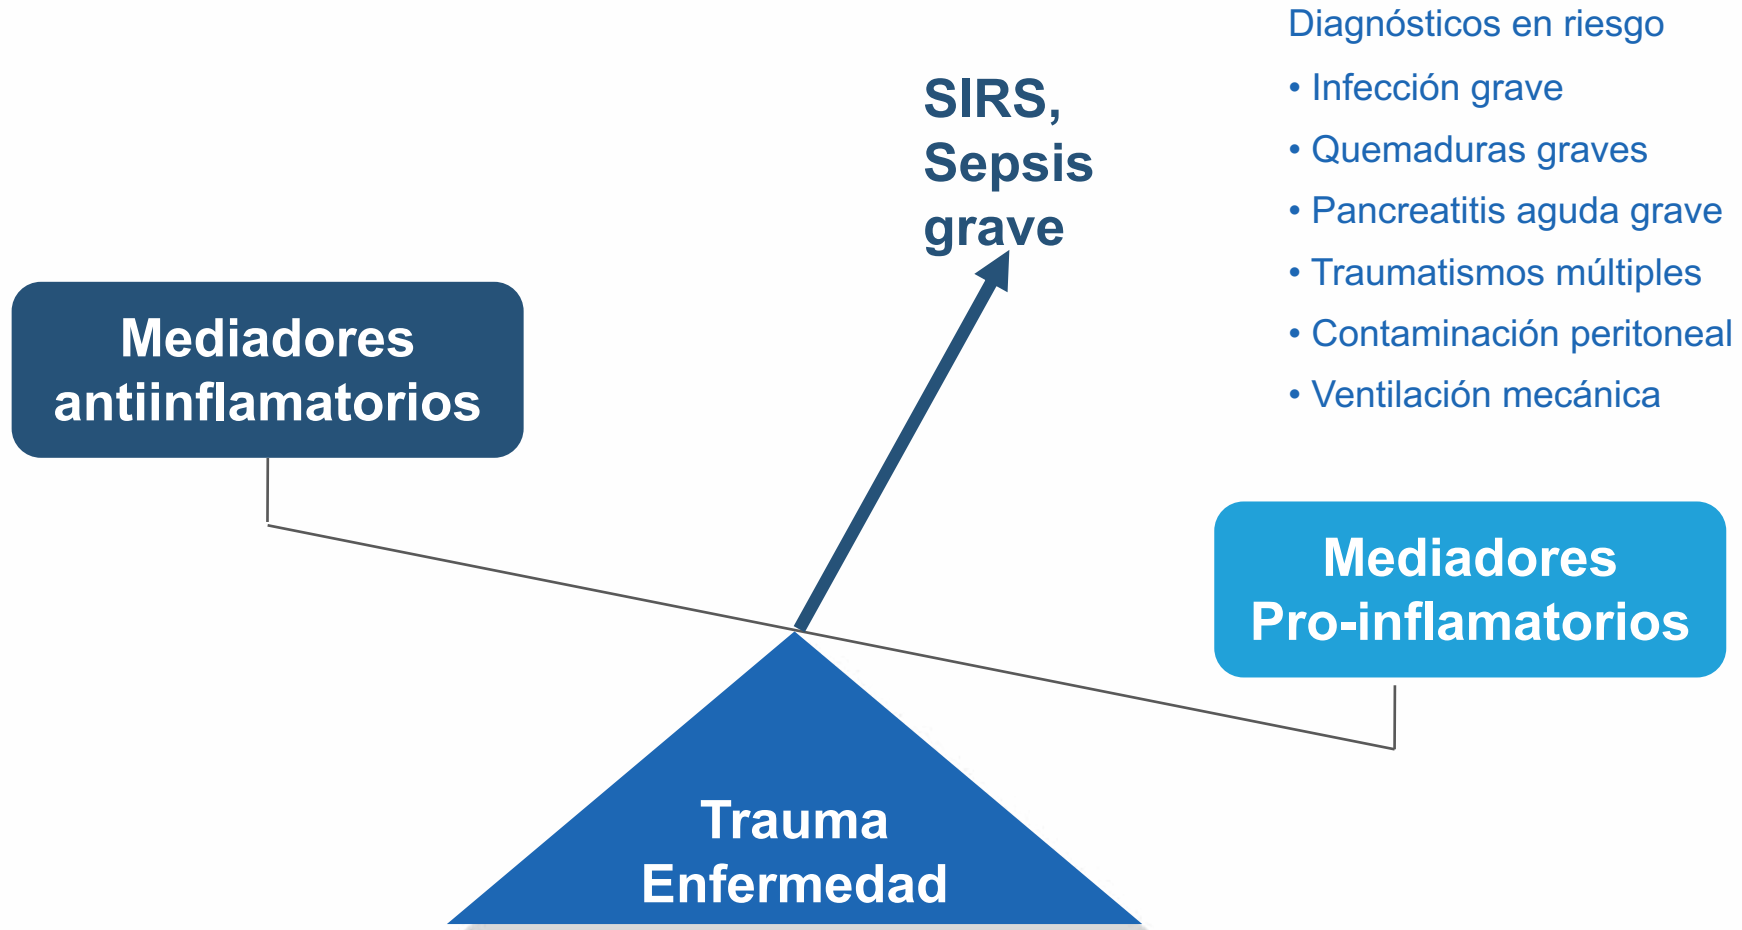 Diagnósticos en riesgo
• Infección grave
• Quemaduras graves
• Pancreatitis aguda grave
• Traumatismos múltiples
• Contaminación peritoneal
• Ventilación mecánica
SIRS,
Sepsis
grave
Mediadores
antiinflamatorios
Mediadores
Pro-inflamatorios
Trauma
Enfermedad